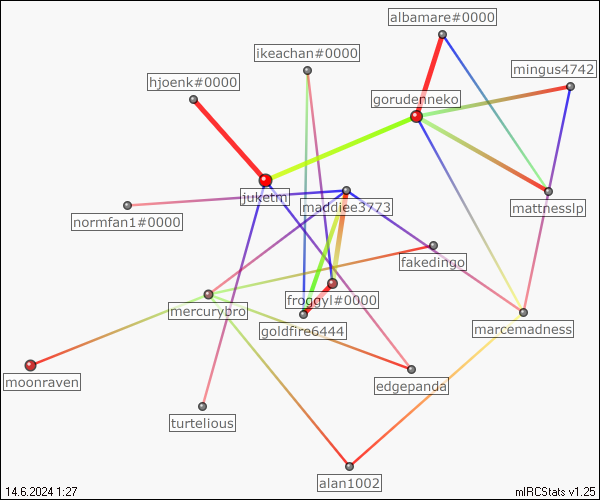 albamare#0000
ikeachan#0000
mingus4742
hjoenk#0000
gorudenneko
juketm
maddiee3773
mattnesslp
normfan1#0000
fakedingo
froggyl#0000
mercurybro
goldfire6444
marcemadness
moonraven
edgepanda
turtelious
alan1002
14.6.2024 1:27
mIRCStats v1.25